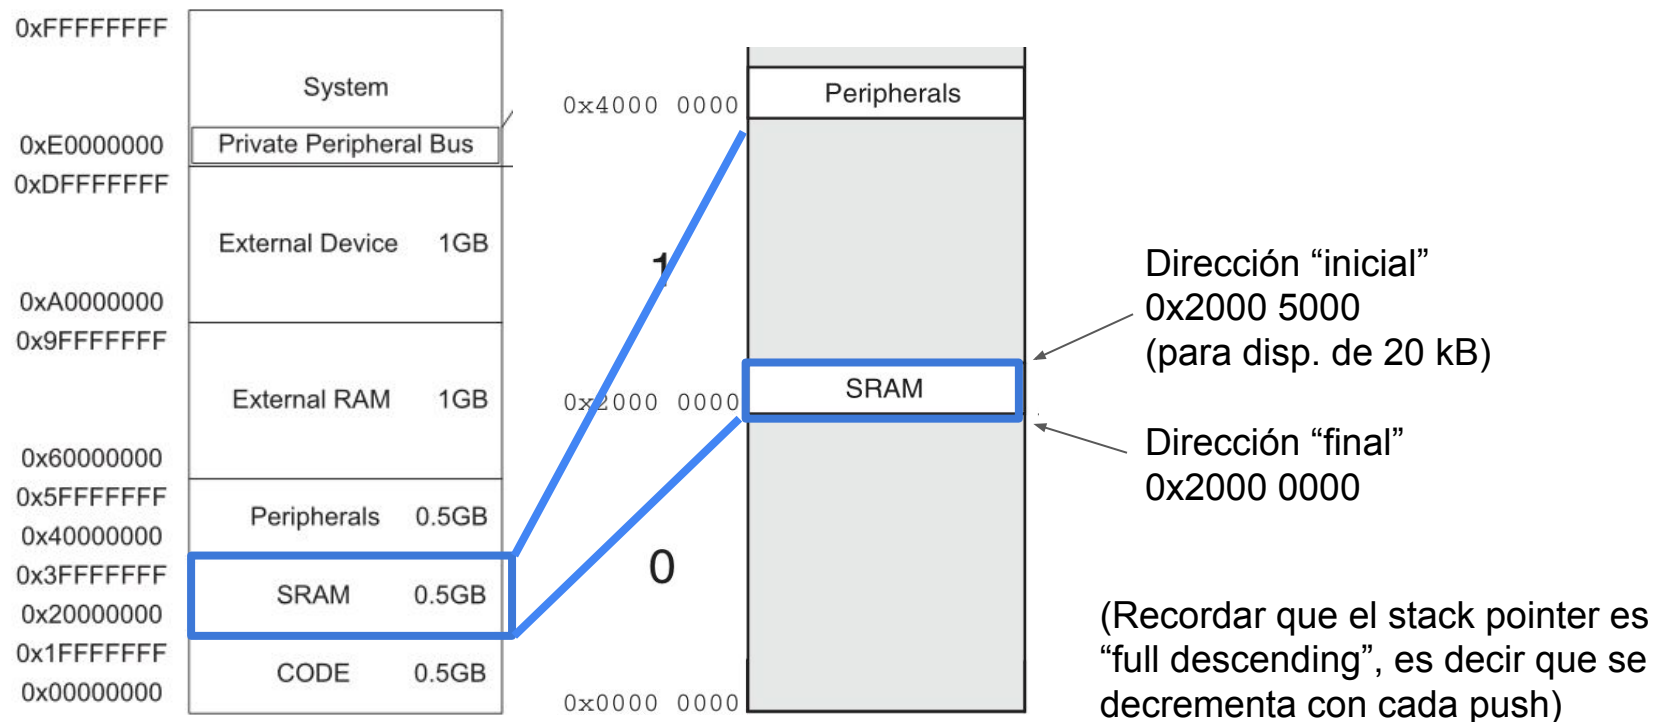 0xFFFFFFFF
System
0xE0000000
Private Peripheral Bus
0xDFFFFFFF
External Device 1GB
0xA0000000
0x9FFFFFFF
External RAM 1GB
0x60000000
0x5FFFFFFF
Peripherals 0.5GB
0x40000000
0x3FFFFFFF
SRAM 0.5GB
0x20000000
0x1FFFFFFF
CODE 0.5GB
0x00000000
0x4000 0000
Peripherals
1
0x2000 0000
SRAM
0
0x0000 0000
Dirección “inicial”
0x2000 5000
(para disp. de 20 kB)
Dirección “final”
0x2000 0000
(Recordar que el stack pointer es
“full descending”, es decir que se
decrementa con cada push)